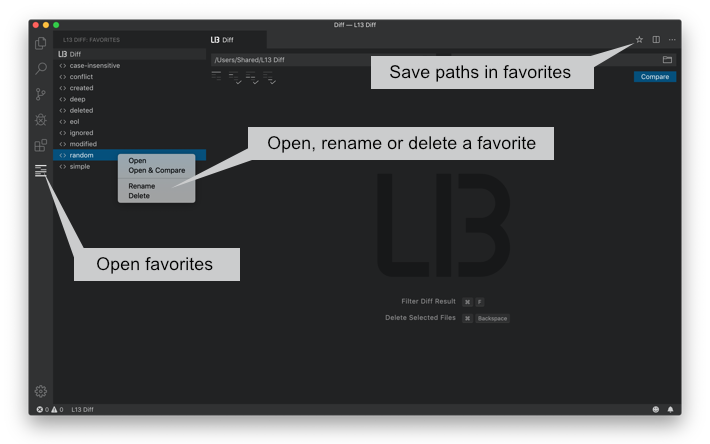 Diff — L13 Diff
L13 DIFF: FAVORITES
L13 Diff
L13 Diff
/Users/Shared/L13 Diff
Save paths in favorites
Compare
<> case-insensitive
<> conflict
<> created
<> deep
<> deleted
<> eol
<> ignored
<> modified
<> random
<> simple
Open
Open & Compare
Rename
Delete
Open, rename or delete a favorite
Open favorites
L13
Filter Diff Result ⌘ F
Delete Selected Files ⌘ Backspace
0 0 L13 Diff